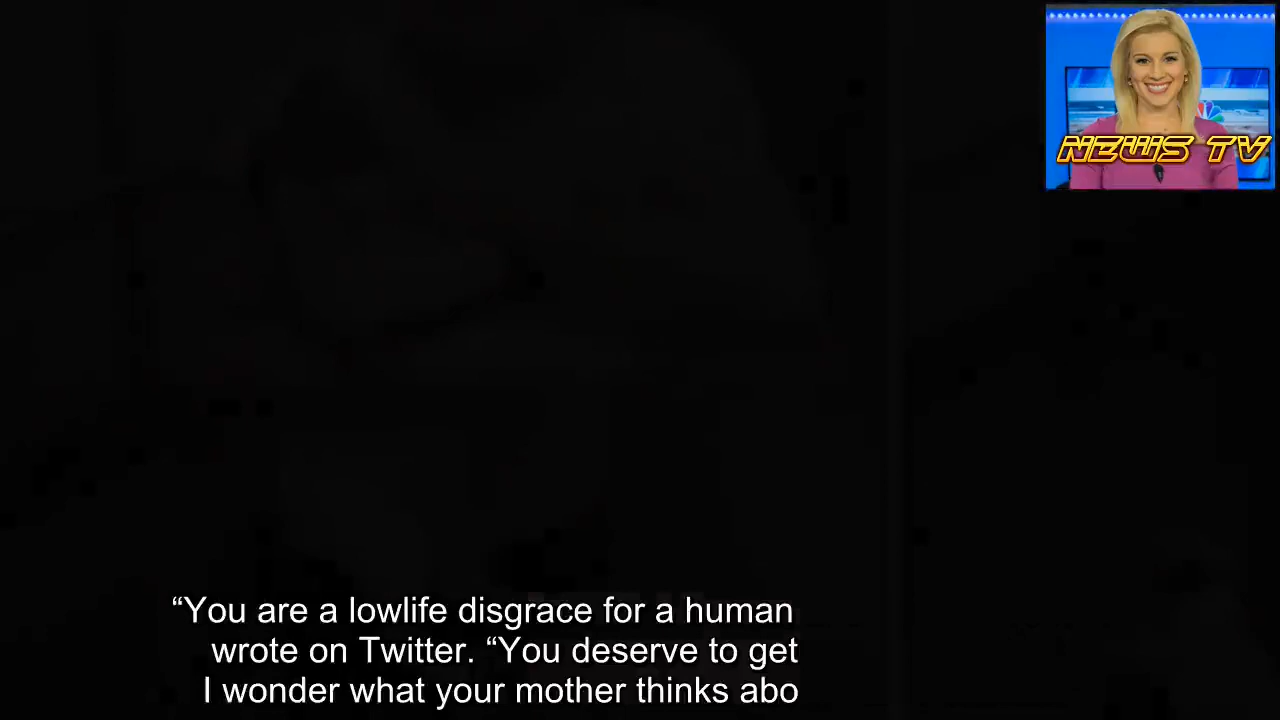 NEWS TV
“You are a lowlife disgrace for a human
wrote on Twitter. “You deserve to get
I wonder what your mother thinks abo